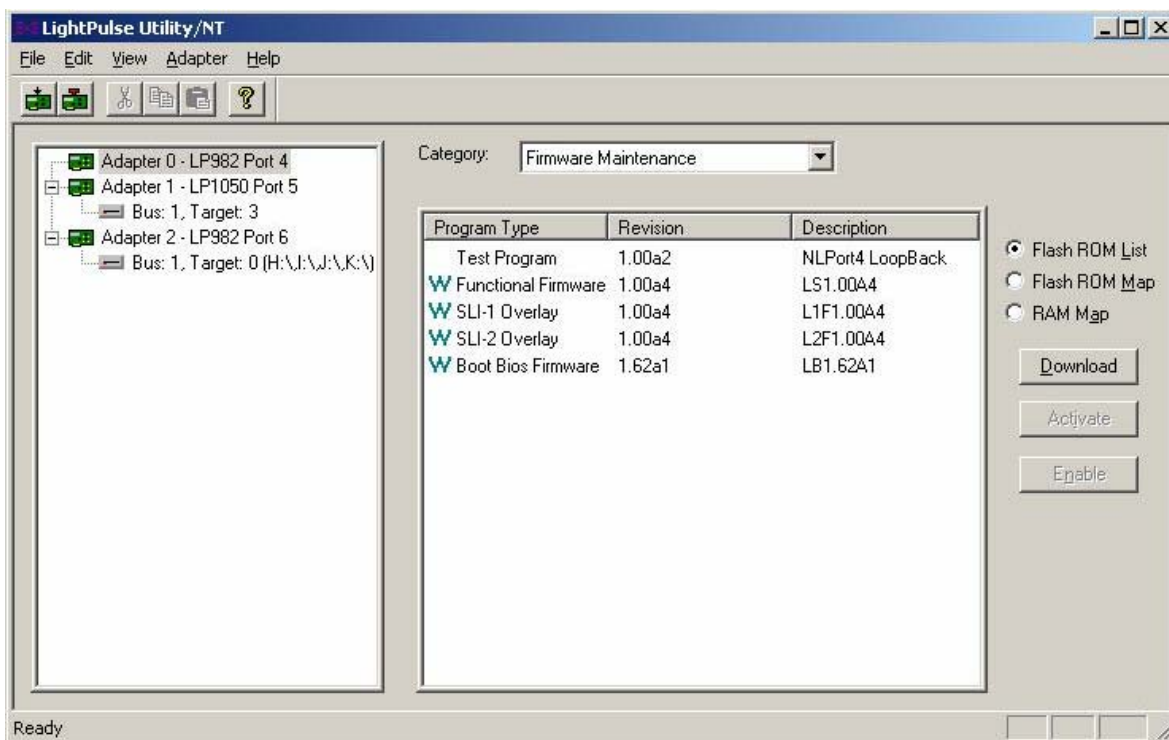 LightPulse Utility/NT
File Edit View Adapter Help
Adapter 0 - LP982 Port 4
Adapter 1 - LP1050 Port 5
Bus: 1, Target: 3
Adapter 2 - LP982 Port 6
Bus: 1, Target: 0 (H:\,I:\,J:\,K:\)
Category: Firmware Maintenance
Program Type Revision Description
Test Program 1.00a2 NLPort4 LoopBack
W Functional Firmware 1.00a4 LS1.00A4
W SLI-1 Overlay 1.00a4 L1F1.00A4
W SLI-2 Overlay 1.00a4 L2F1.00A4
W Boot Bios Firmware 1.62a1 LB1.62A1
Flash ROM List
Flash ROM Map
RAM Map
Download
Activate
Enable
Ready